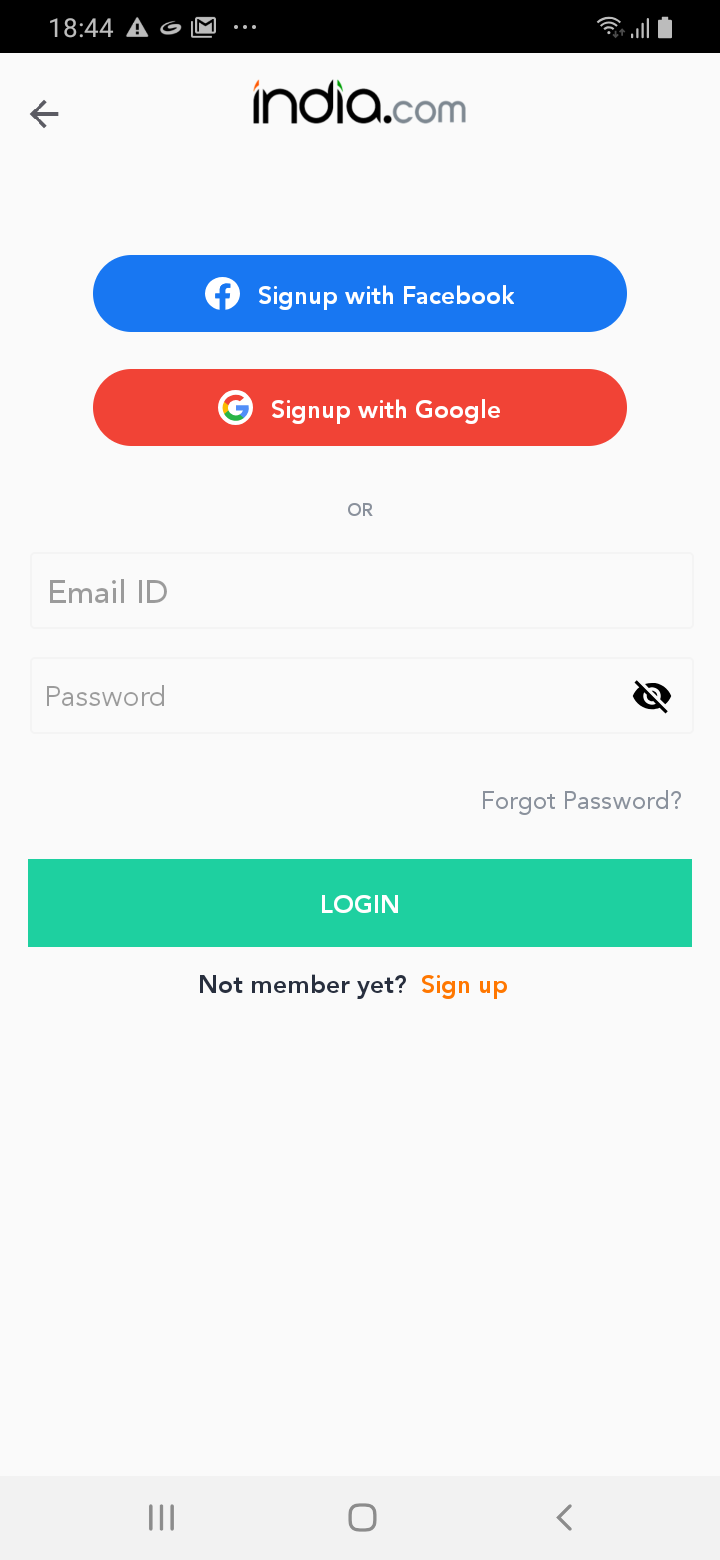 18:44
india.com
Signup with Facebook
Signup with Google
OR
Email ID
Password
Forgot Password?
LOGIN
Not member yet? Sign up